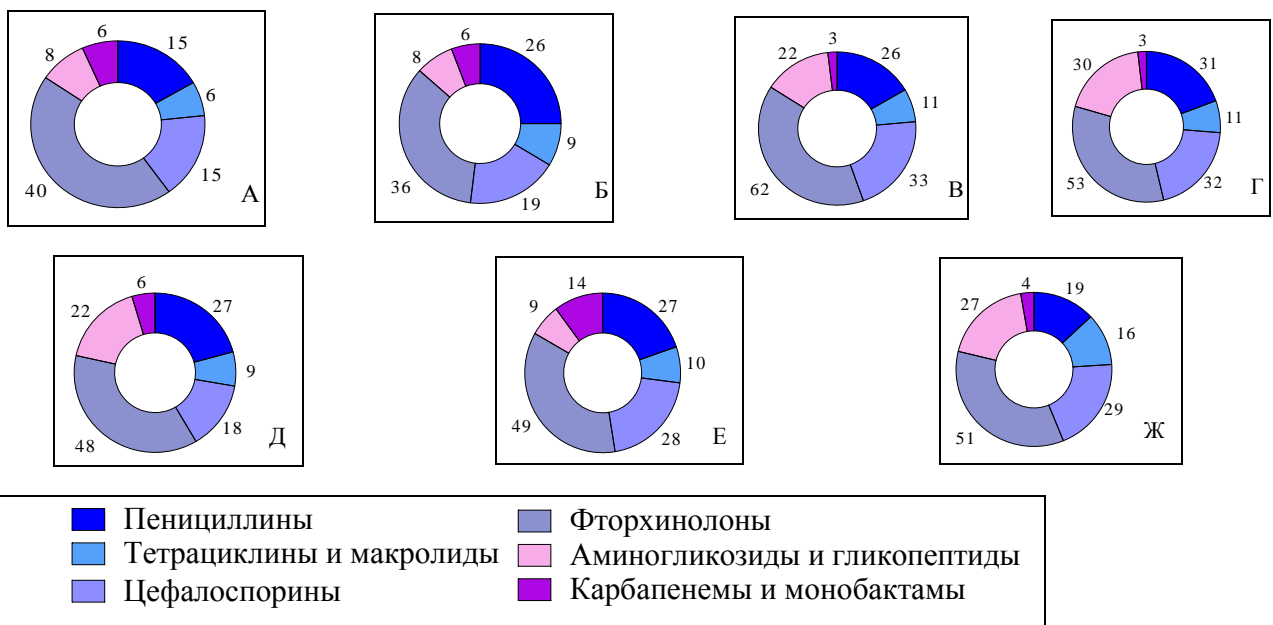 6 15 6 15 40 8 А
6 26 9 19 36 8 Б
3 26 11 33 62 22 В
3 31 11 32 53 30 Г
6 27 9 18 48 22 Д
14 27 10 28 49 9 Е
4 19 16 29 51 27 Ж
Пенициллины
Тетрациклины и макролиды
Цефалоспорины
Фторхинолоны
Аминогликозиды и гликопептиды
Карбапенемы и монобактамы